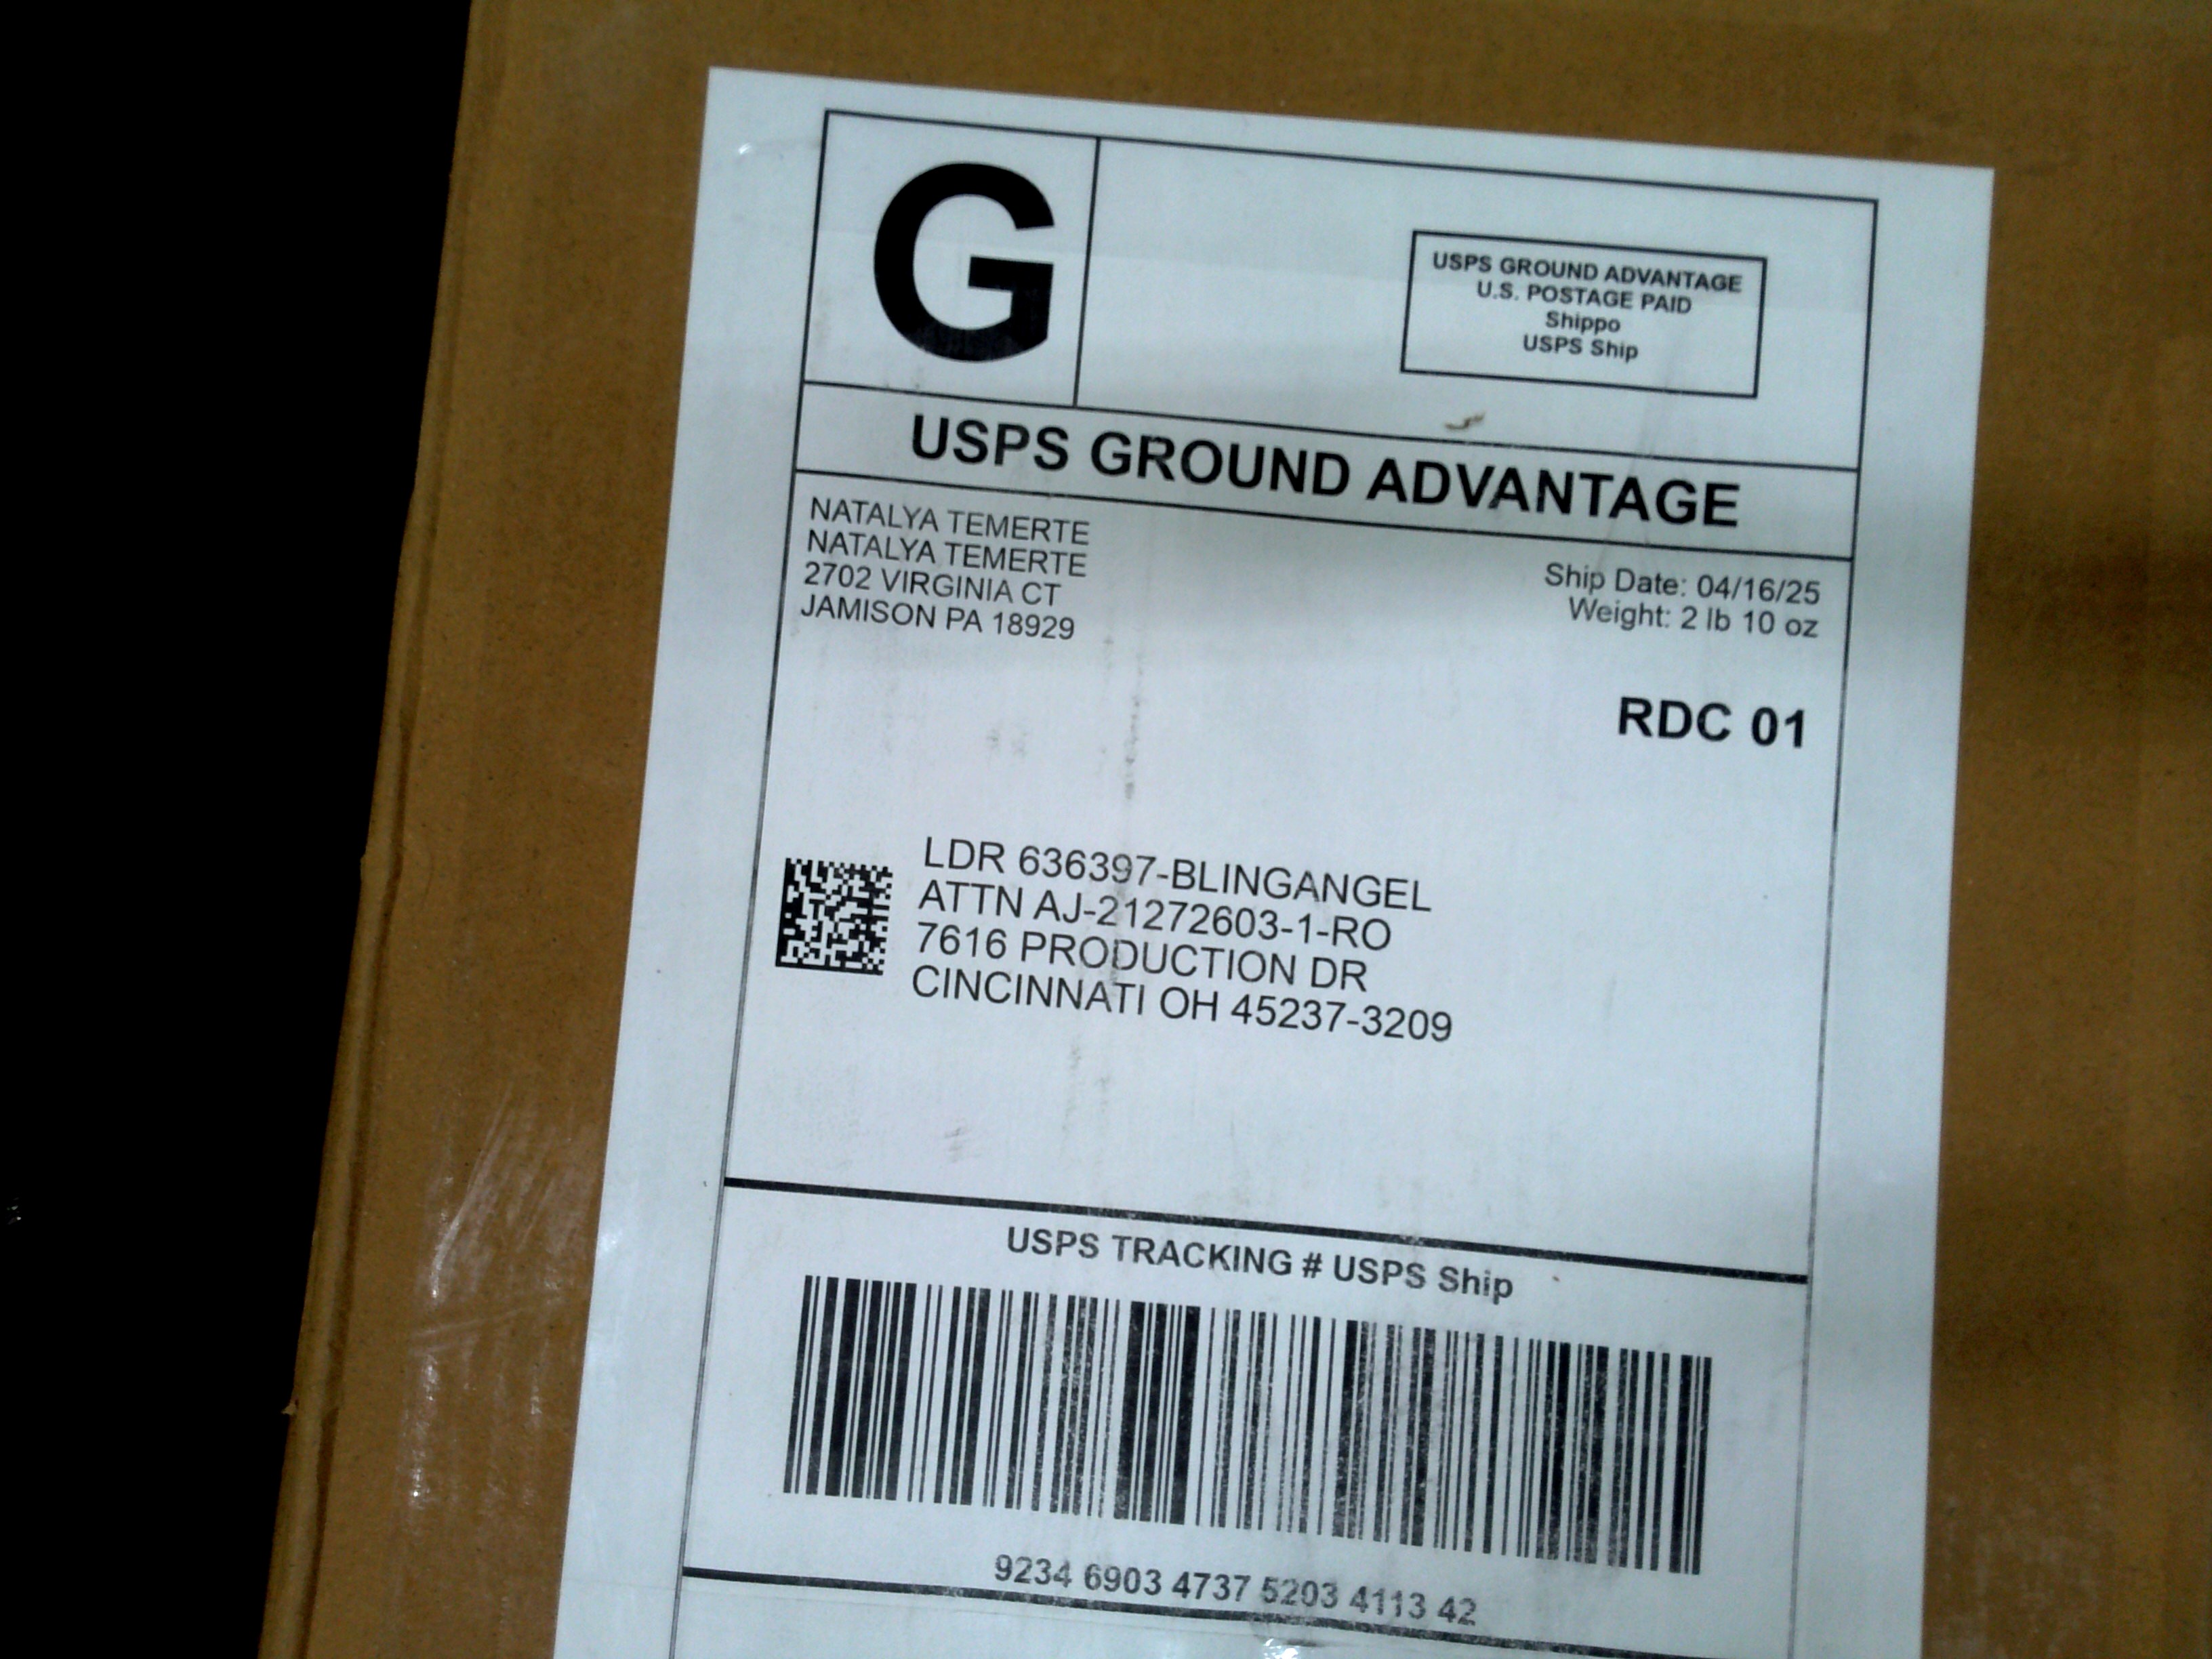 G
USPS GROUND ADVANTAGE
U.S. POSTAGE PAID
Shippo
USPS Ship
USPS GROUND ADVANTAGE
NATALYA TEMERTE
NATALYA TEMERTE
2702 VIRGINIA CT
JAMISON PA 18929
Ship Date: 04/16/25
Weight: 2 lb 10 oz
RDC 01
LDR 636397-BLINGANGEL
ATTN AJ-21272603-1-RO
7616 PRODUCTION DR
CINCINNATI OH 45237-3209
USPS TRACKING # USPS Ship
9234 6903 4737 5203 4113 42